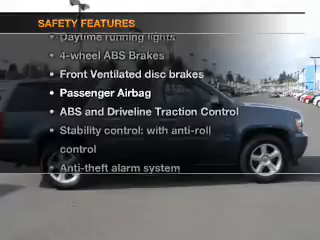 SAFETY FEATURES
• Daytime running lights
• 4-wheel ABS Brakes
• Front Ventilated disc brakes
• Passenger Airbag
• ABS and Driveline Traction Control
• Stability control: with anti-roll
control
• Anti-theft alarm system